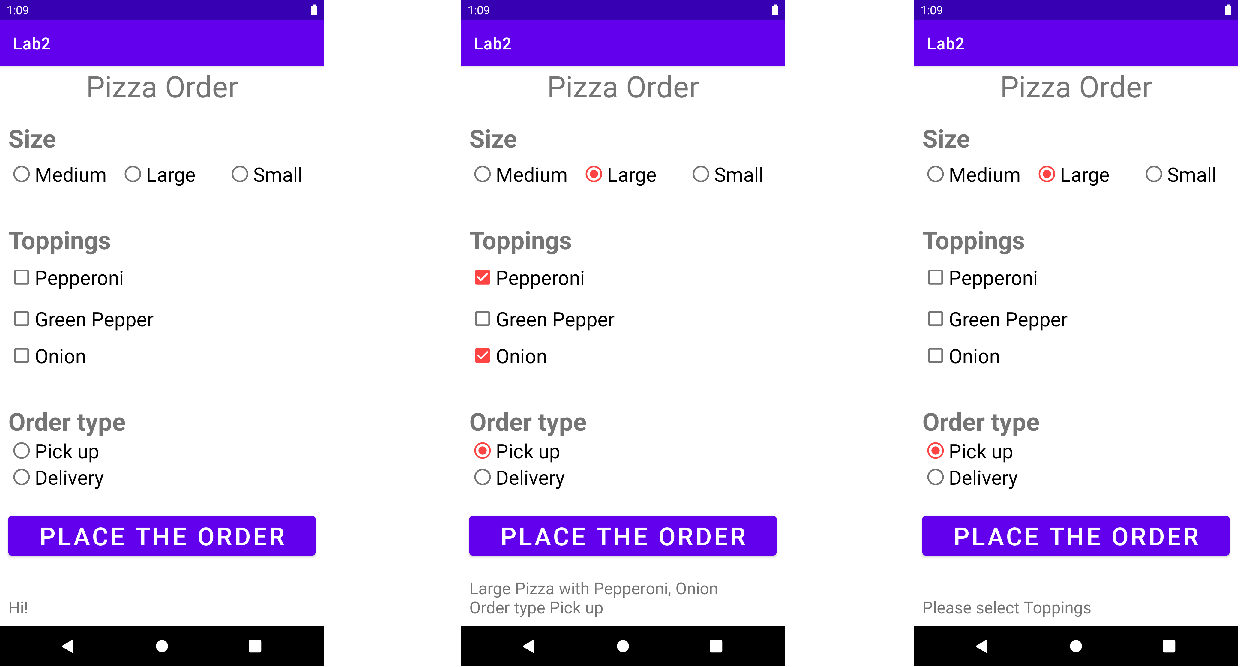 1:09
Lab2
Pizza Order
Size
Medium Large Small
Toppings
Pepperoni
Green Pepper
Onion
Order type
Pick up
Delivery
PLACE THE ORDER
Hi!
1:09
Lab2
Pizza Order
Size
Medium Large Small
Toppings
Pepperoni
Green Pepper
Onion
Order type
Pick up
Delivery
PLACE THE ORDER
Large Pizza with Pepperoni, Onion
Order type Pick up
1:09
Lab2
Pizza Order
Size
Medium Large Small
Toppings
Pepperoni
Green Pepper
Onion
Order type
Pick up
Delivery
PLACE THE ORDER
Please select Toppings